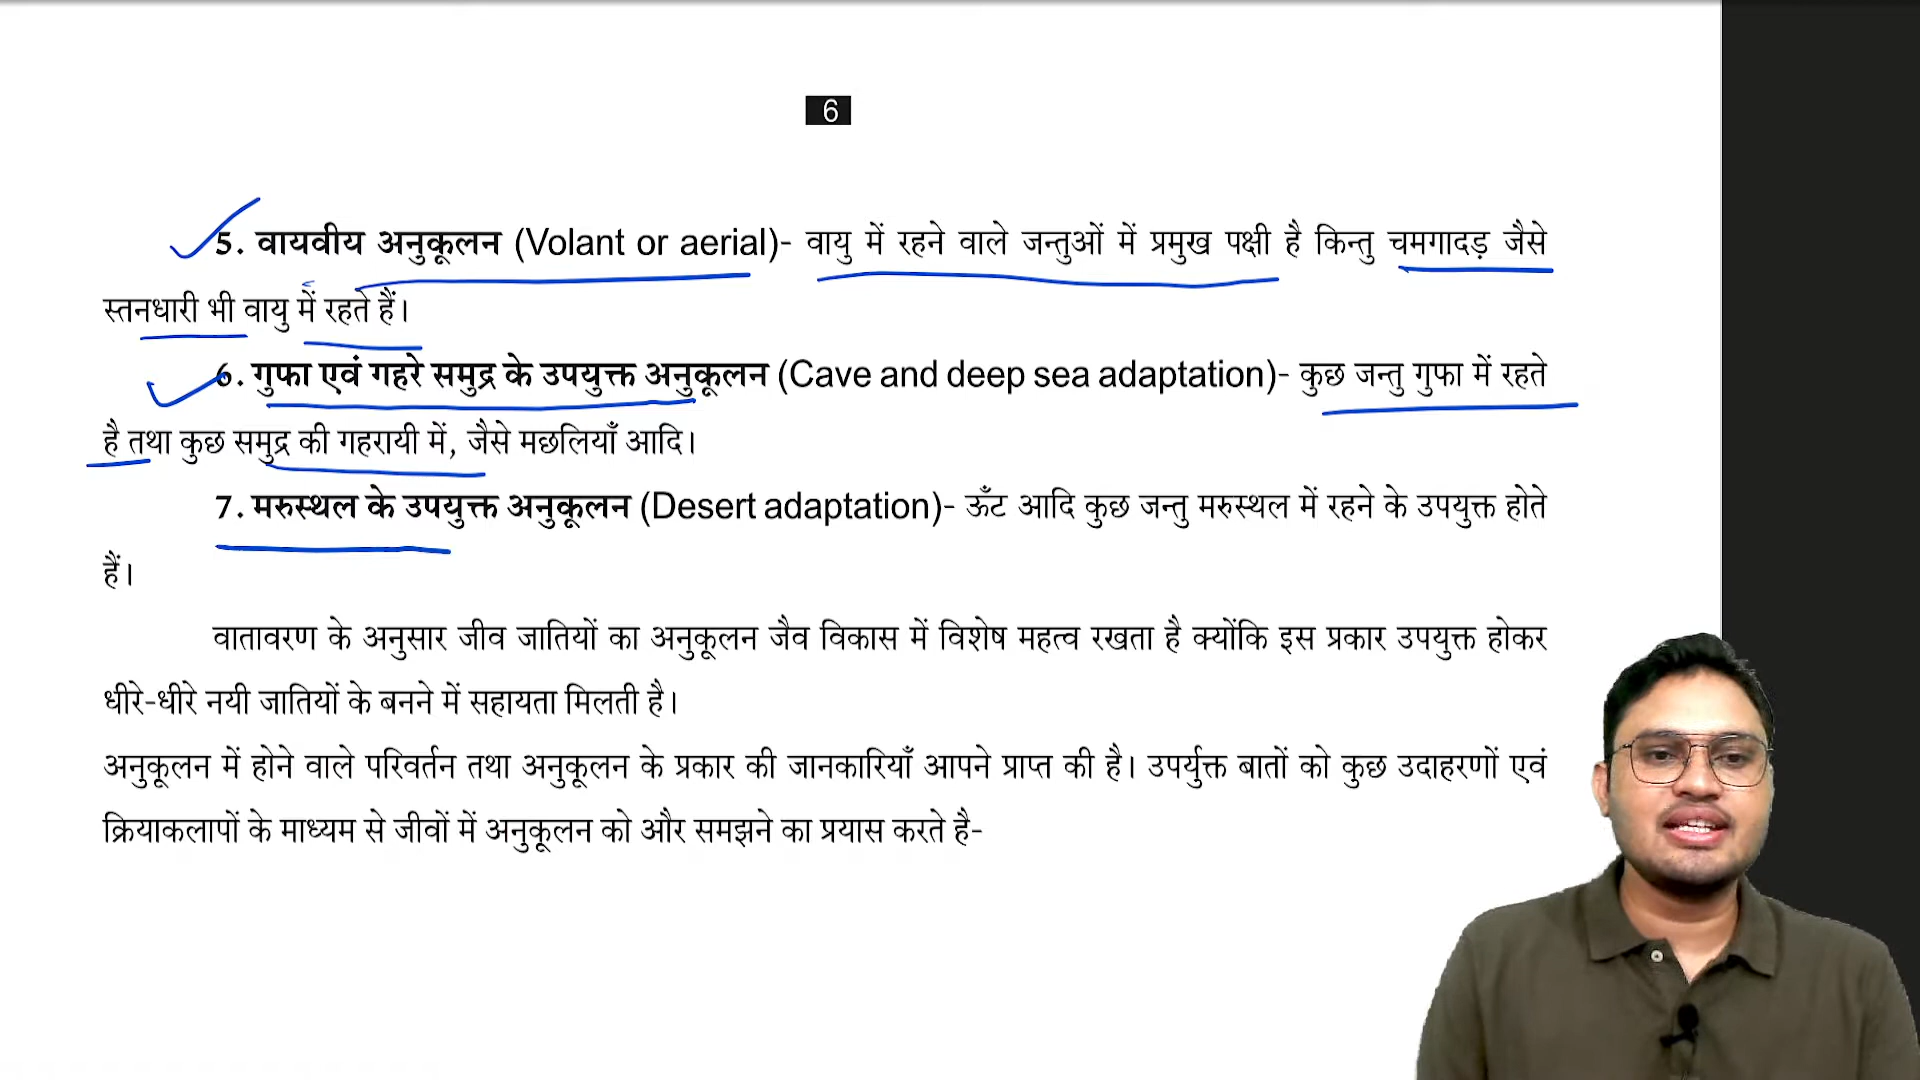 6
5. वायवीय अनुकूलन (Volant or aerial)- वायु में रहने वाले जन्तुओं में प्रमुख पक्षी है किन्तु चमगादड़ जैसे
स्तनधारी भी वायु में रहते हैं।
6. गुफा एवं गहरे समुद्र के उपयुक्त अनुकूलन (Cave and deep sea adaptation)- कुछ जन्तु गुफा में रहते
है तथा कुछ समुद्र की गहरायी में, जैसे मछलियाँ आदि।
7. मरुस्थल के उपयुक्त अनुकूलन (Desert adaptation)- ऊँट आदि कुछ जन्तु मरुस्थल में रहने के उपयुक्त होते
हैं।
वातावरण के अनुसार जीव जातियों का अनुकूलन जैव विकास में विशेष महत्व रखता है क्योंकि इस प्रकार उपयुक्त होकर
धीरे-धीरे नयी जातियों के बनने में सहायता मिलती है।
अनुकूलन में होने वाले परिवर्तन तथा अनुकूलन के प्रकार की जानकारियाँ आपने प्राप्त की है। उपर्युक्त बातों को कुछ उदाहरणों एवं
क्रियाकलापों के माध्यम से जीवों में अनुकूलन को और समझने का प्रयास करते है-